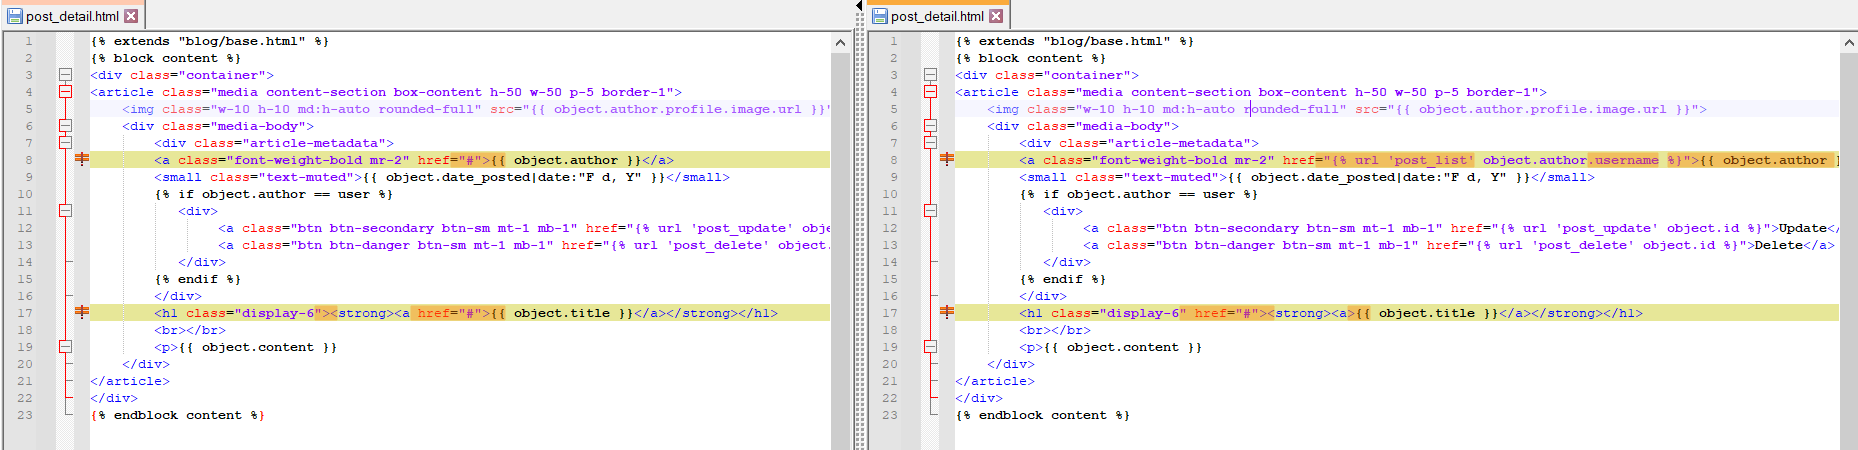 post_detail.html
1 {% extends "blog/base.html" %}
2 {% block content %}
3 <div class="container">
4 <article class="media content-section box-content h-50 w-50 p-5 border-1">
5 <img class="w-10 h-10 md:h-auto rounded-full" src="{{ object.author.profile.image.url }}"
6 <div class="media-body">
7 <div class="article-metadata">
8 <a class="font-weight-bold mr-2" href="#">{{ object.author }}</a>
9 <small class="text-muted">{{ object.date_posted|date:"F d, Y" }}</small>
10 {% if object.author == user %}
11 <div>
12 <a class="btn btn-secondary btn-sm mt-1 mb-1" href="{% url 'post_update' obje
13 <a class="btn btn-danger btn-sm mt-1 mb-1" href="{% url 'post_delete' object.
14 </div>
15 {% endif %}
16 </div>
17 <h1 class="display-6"><strong><a href="#">{{ object.title }}</a></strong></h1>
18 <br></br>
19 <p>{{ object.content }}
20 </div>
21 </article>
22 </div>
23 {% endblock content %}
post_detail.html
1 {% extends "blog/base.html" %}
2 {% block content %}
3 <div class="container">
4 <article class="media content-section box-content h-50 w-50 p-5 border-1">
5 <img class="w-10 h-10 md:h-auto rounded-full" src="{{ object.author.profile.image.url }}">
6 <div class="media-body">
7 <div class="article-metadata">
8 <a class="font-weight-bold mr-2" href="{% url 'post_list' object.author.username %}">{{ object.author }
9 <small class="text-muted">{{ object.date_posted|date:"F d, Y" }}</small>
10 {% if object.author == user %}
11 <div>
12 <a class="btn btn-secondary btn-sm mt-1 mb-1" href="{% url 'post_update' object.id %}">Update</
13 <a class="btn btn-danger btn-sm mt-1 mb-1" href="{% url 'post_delete' object.id %}">Delete</a>
14 </div>
15 {% endif %}
16 </div>
17 <h1 class="display-6" href="#"><strong><a>{{ object.title }}</a></strong></h1>
18 <br></br>
19 <p>{{ object.content }}
20 </div>
21 </article>
22 </div>
23 {% endblock content %}